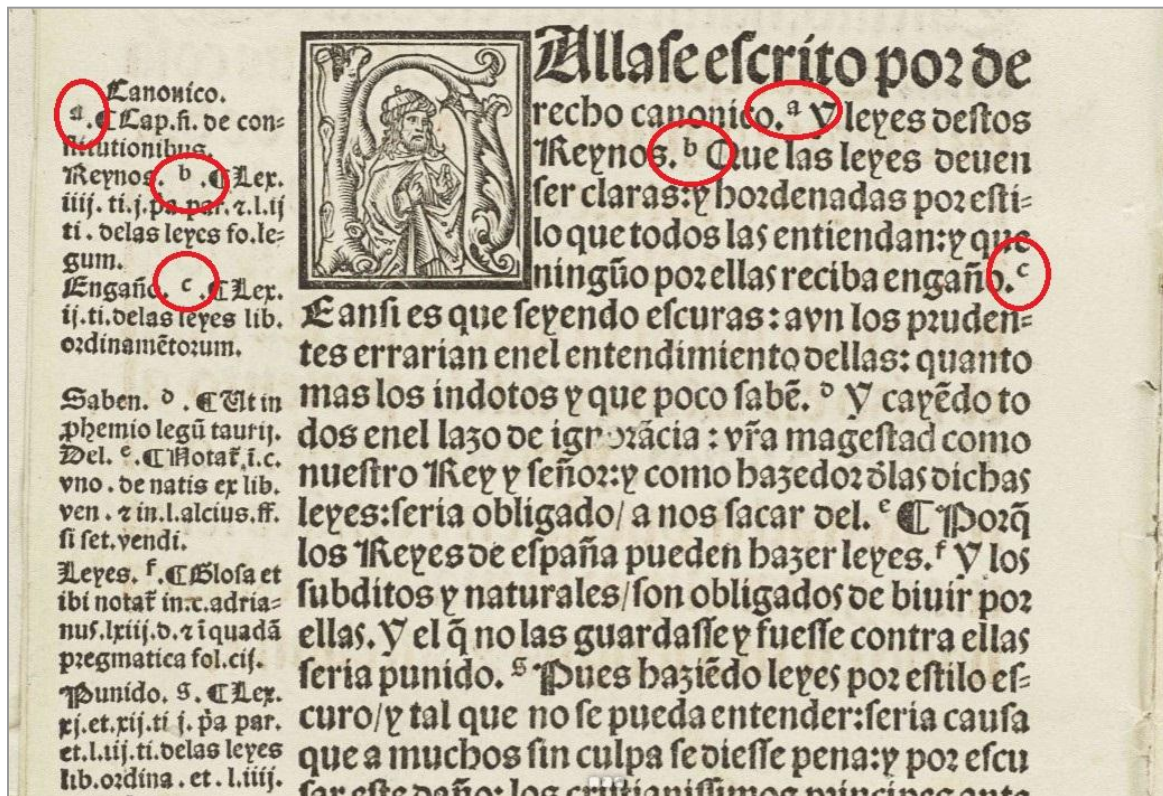 Canonico.
a .¶Cap.fi. de con⸗
stitutionibus.
Reynos. b .¶Lex.
iiij. ti.j.pa par.⁊.l.ij
ti. delas leyes fo.le⸗
gum.
Engaño. c .¶Lex.
ij.ti.delas leyes lib.
ordinamētorum.
Saben. d .¶Ut in
phemio legū taurij.
Del. e .¶Notat̄.ī.c.
vno.de natis ex lib.
ven.⁊ in.l.alcius.ff.
si set.vendi.
Leyes. f .¶Glosa et
ibi notat̄ in.c.adria⸗
nus.lxiij.d.⁊ ī quadā
pregmatica fol.cij.
Punido. g .¶Lex.
xj.et.xij.ti j. pa par.
et.l.iij.ti.delas leyes
lib.ordina.et.l.iiij.
Allase escrito por de
recho canonico. a Y leyes destos
Reynos. b Que las leyes deuen
ser claras:y hordenadas por esti⸗
lo que todos las entiendan:y que
ningūo por ellas reciba engaño. c
E ansi es que seyendo escuras: avn los pruden⸗
tes errarian enel entendimiento dellas: quanto
mas los indotos y que poco sabē. d Y cayēdo to
dos enel lazo de ignorācia : vr̄a magestad como
nuestro Rey y señor:y como hazedor dlas dichas
leyes:seria obligado/ a nos sacar del. e ¶ Porq̄
los Reyes de españa pueden hazer leyes. f Y los
subditos y naturales/son obligados de biuir por
ellas. Y el q̄ no las guardasse y fuesse contra ellas
seria punido. g Pues haziēdo leyes por estilo es⸗
curo/y tal que no se pueda entender:seria causa
que a muchos sin culpa se diesse pena:y por escu
sar este daño: los cristianissimos principes ante